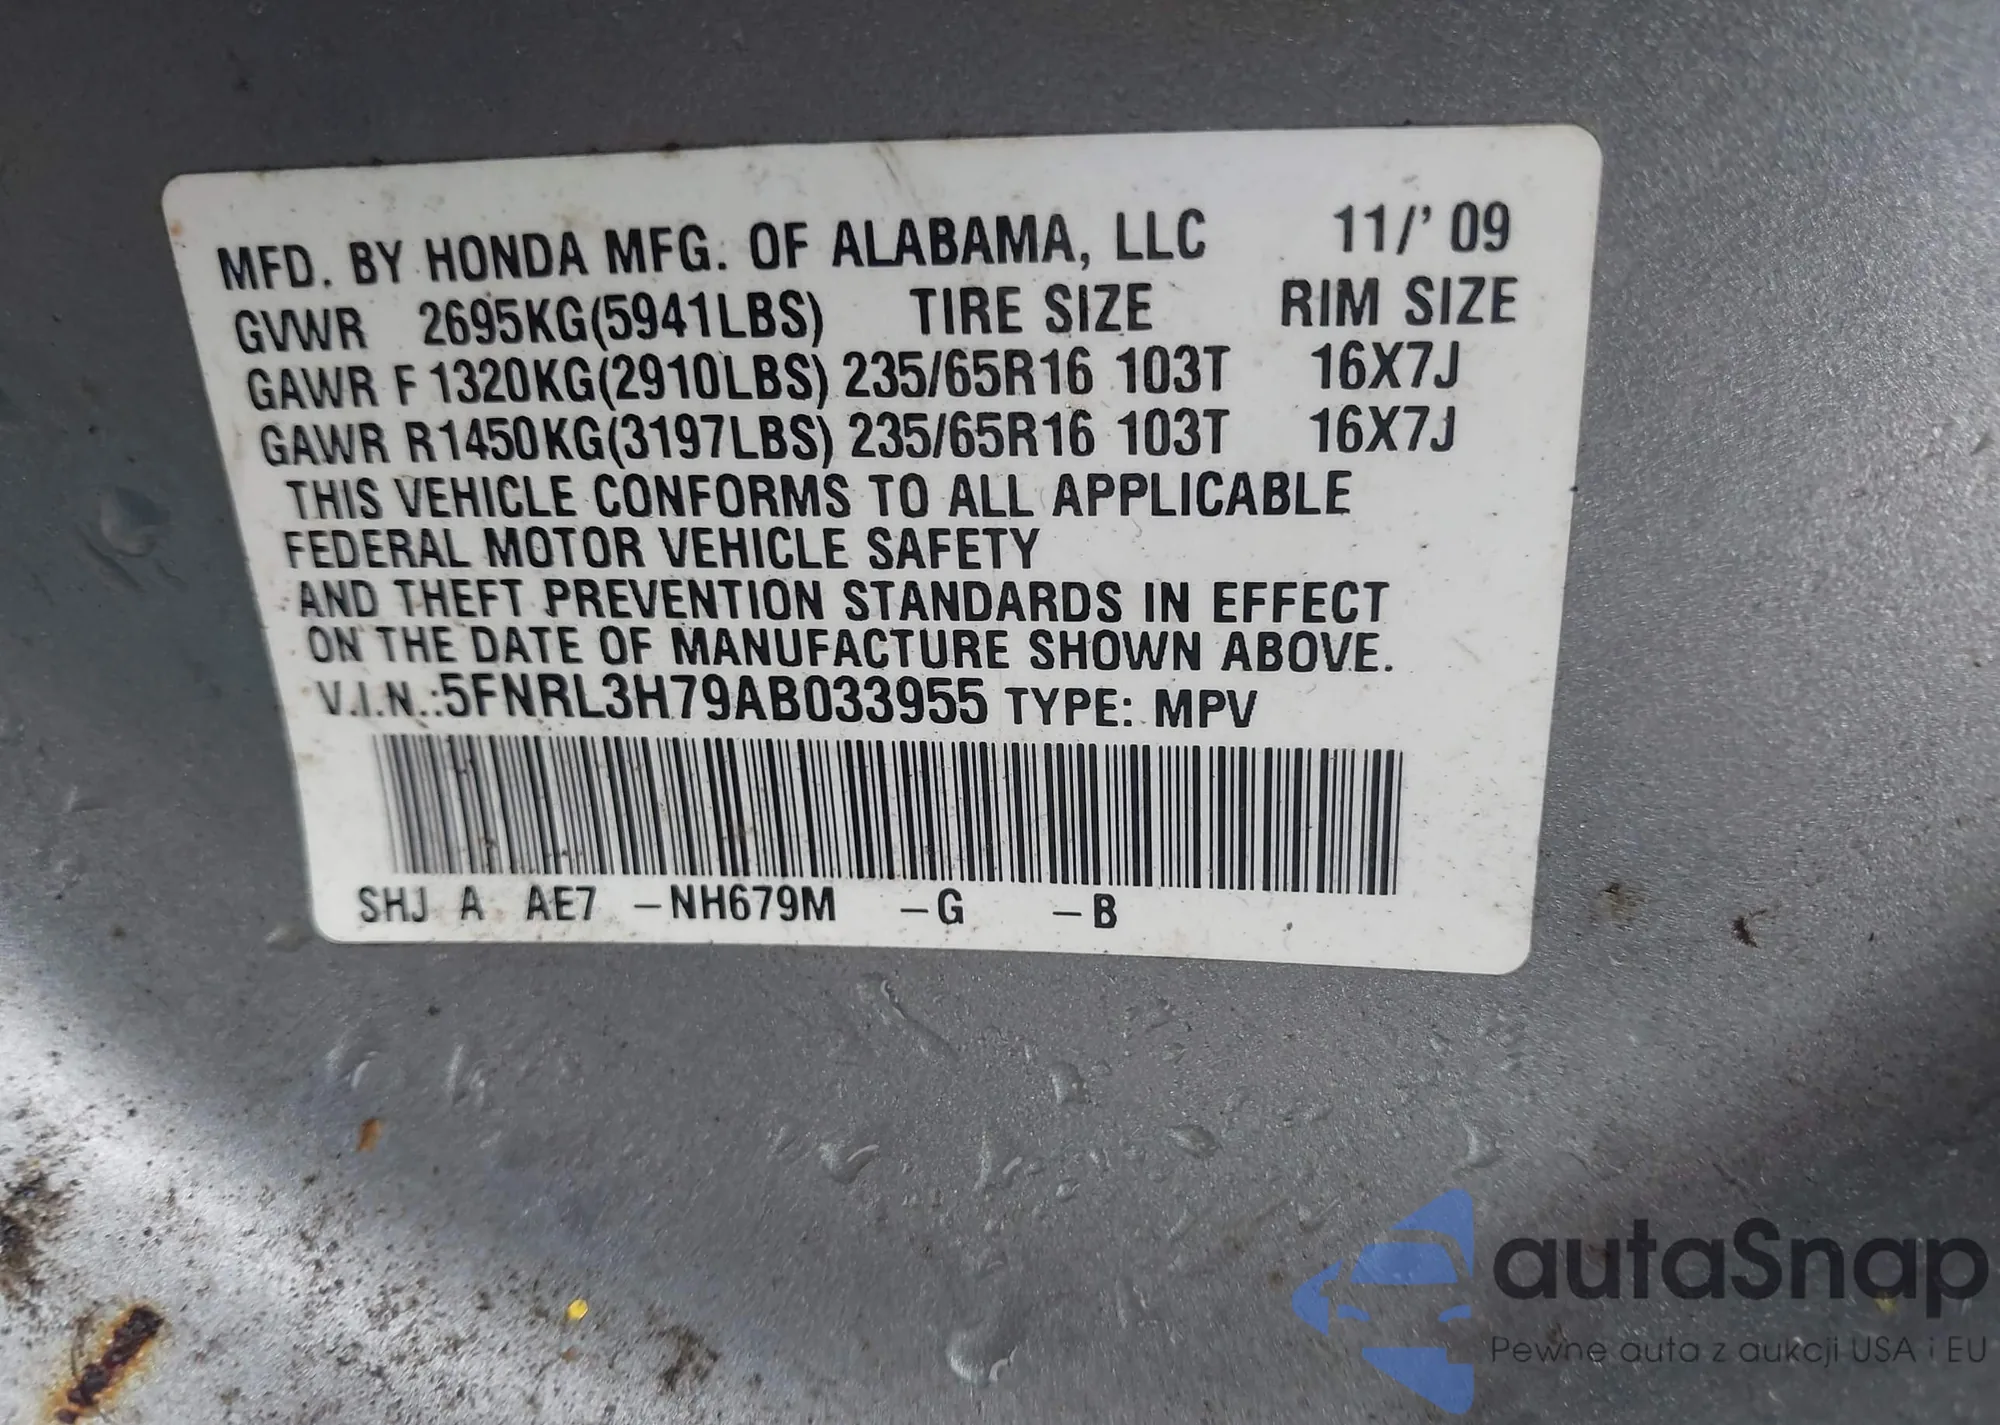 MFD. BY HONDA MFG. OF ALABAMA, LLC 11/' 09
GVWR 2695KG(5941LBS) TIRE SIZE RIM SIZE
GAWR F 1320KG(2910LBS) 235/65R16 103T 16X7J
GAWR R1450KG(3197LBS) 235/65R16 103T 16X7J
THIS VEHICLE CONFORMS TO ALL APPLICABLE
FEDERAL MOTOR VEHICLE SAFETY
AND THEFT PREVENTION STANDARDS IN EFFECT
ON THE DATE OF MANUFACTURE SHOWN ABOVE.
V.I.N.:5FNRL3H79AB033955 TYPE: MPV
SHJ A AE7 -NH679M -G -B
autaSnap
Pewne auta z aukcji USA i EU